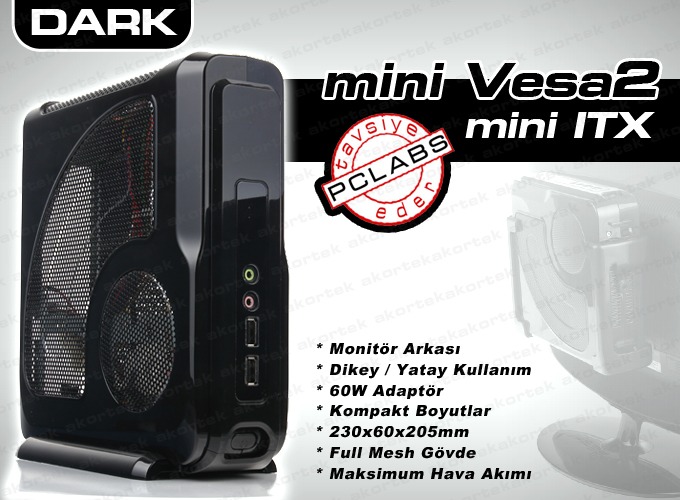 DARK
mini Vesa2
mini ITX
tavsiye
PCLABS
eder
* Monitör Arkası
* Dikey / Yatay Kullanım
* 60W Adaptör
* Kompakt Boyutlar
* 230x60x205mm
* Full Mesh Gövde
* Maksimum Hava Akımı
akortek